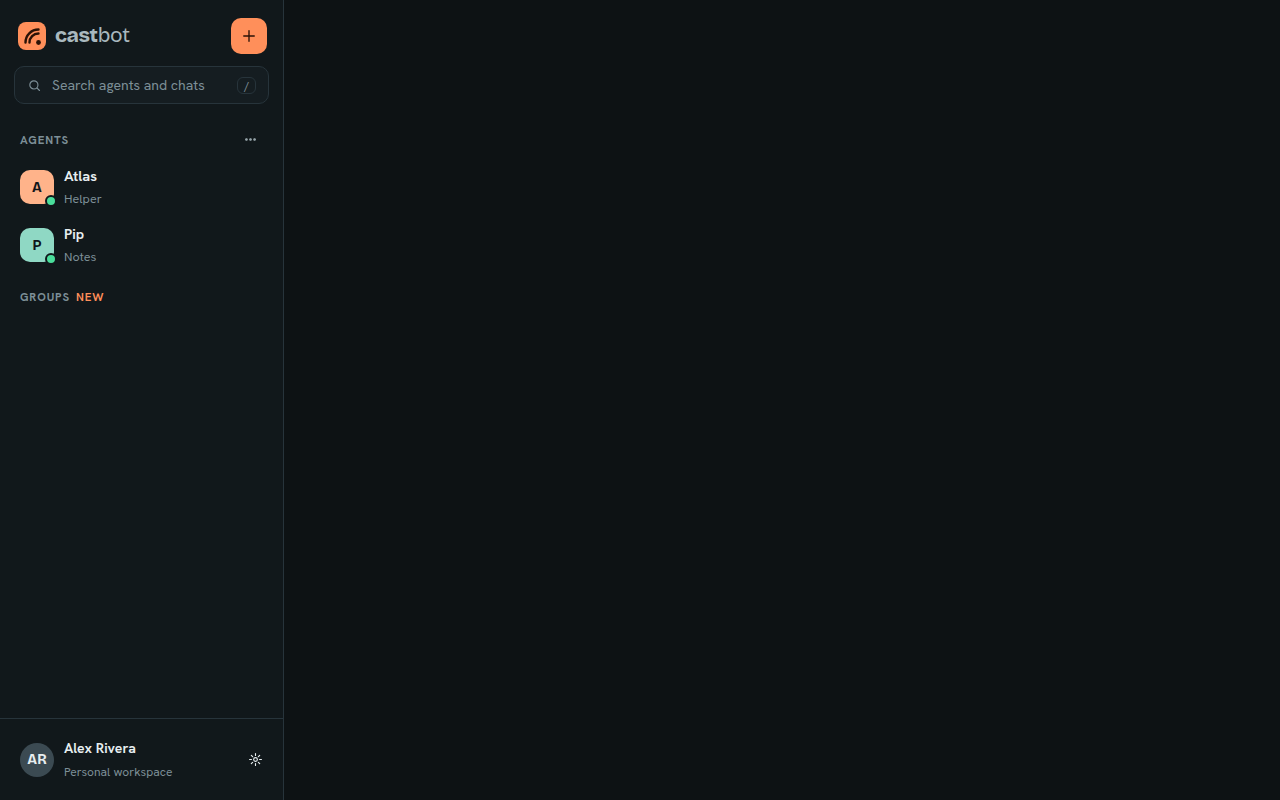 castbot
Search agents and chats /
AGENTS
A Atlas
Helper
P Pip
Notes
GROUPS NEW
AR Alex Rivera
Personal workspace